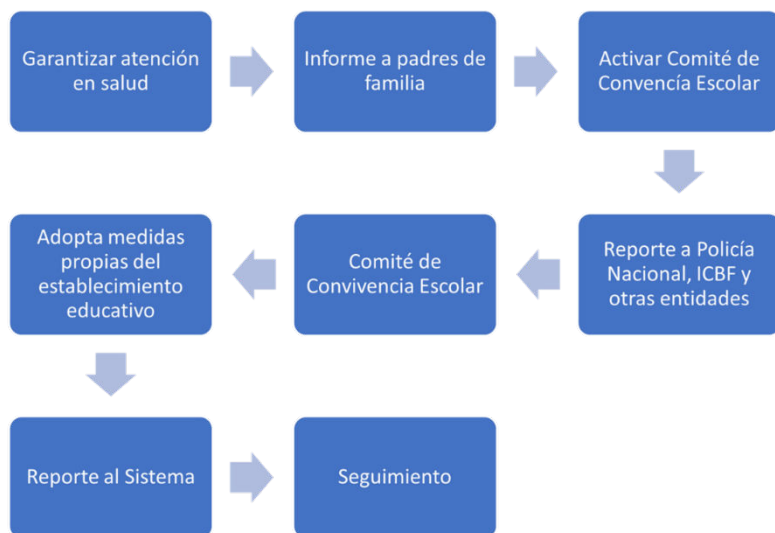 Garantizar atención
en salud
Informe a padres de
familia
Activar Comité de
Convencía Escolar
Reporte a Policía
Nacional, ICBF y
otras entidades
Comité de
Convivencia Escolar
Adopta medidas
propias del
establecimiento
educativo
Reporte al Sistema
Seguimiento